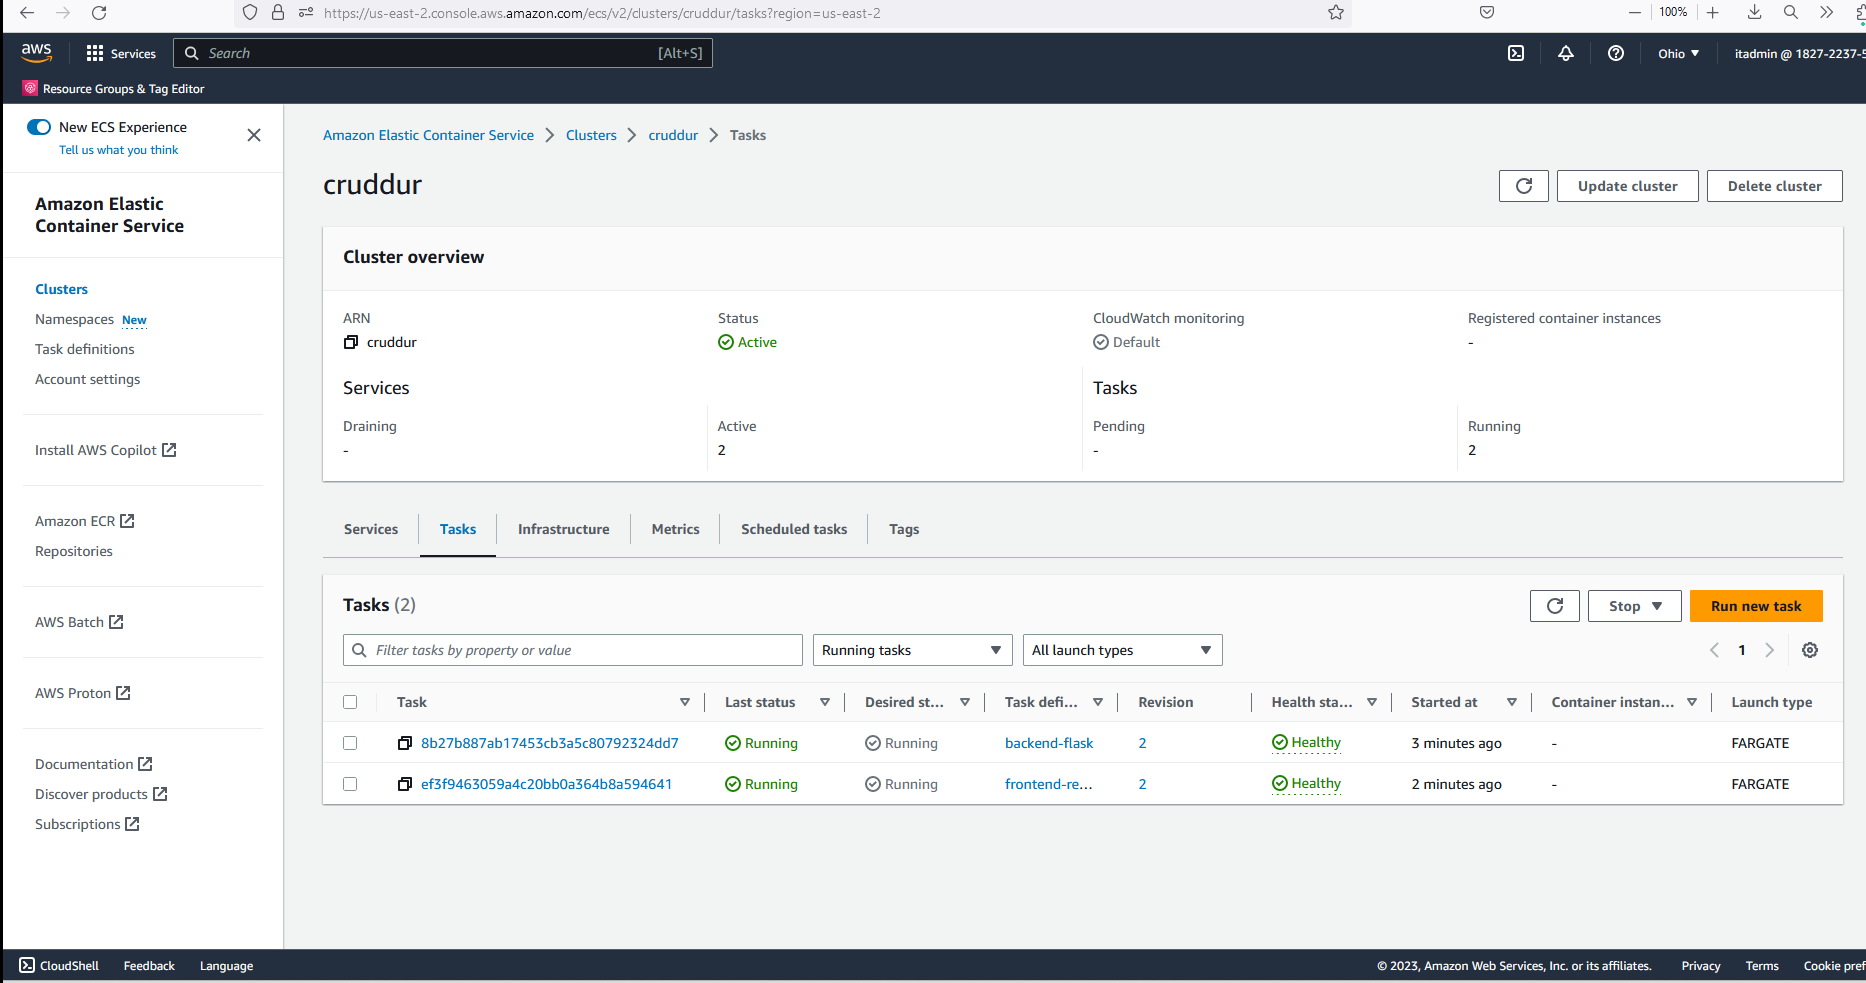 https://us-east-2.console.aws.amazon.com/ecs/v2/clusters/cruddur/tasks?region=us-east-2
100%
aws
Services
Search
[Alt+S]
Ohio
itadmin @ 1827-2237-5
Resource Groups & Tag Editor
New ECS Experience
Tell us what you think
Amazon Elastic
Container Service
Clusters
Namespaces New
Task definitions
Account settings
Install AWS Copilot
Amazon ECR
Repositories
AWS Batch
AWS Proton
Documentation
Discover products
Subscriptions
Amazon Elastic Container Service > Clusters > cruddur > Tasks
cruddur
Update cluster
Delete cluster
Cluster overview
ARN
cruddur
Status
Active
CloudWatch monitoring
Default
Registered container instances
-
Services
Draining
-
Active
2
Tasks
Pending
-
Running
2
Services Tasks Infrastructure Metrics Scheduled tasks Tags
Tasks (2)
Stop
Run new task
Filter tasks by property or value
Running tasks
All launch types
1
Task Last status Desired st... Task defi... Revision Health sta... Started at Container instan... Launch type
8b27b887ab17453cb3a5c80792324dd7 Running Running backend-flask 2 Healthy 3 minutes ago - FARGATE
ef3f9463059a4c20bb0a364b8a594641 Running Running frontend-re... 2 Healthy 2 minutes ago - FARGATE
CloudShell Feedback Language
© 2023, Amazon Web Services, Inc. or its affiliates. Privacy Terms Cookie pref